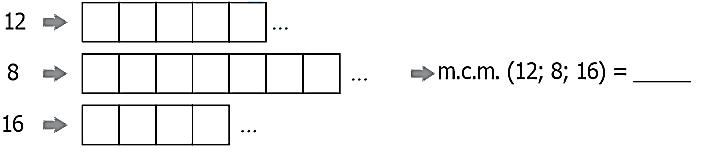 12 ...
8 ... m.c.m. (12; 8; 16) = _____
16 ...